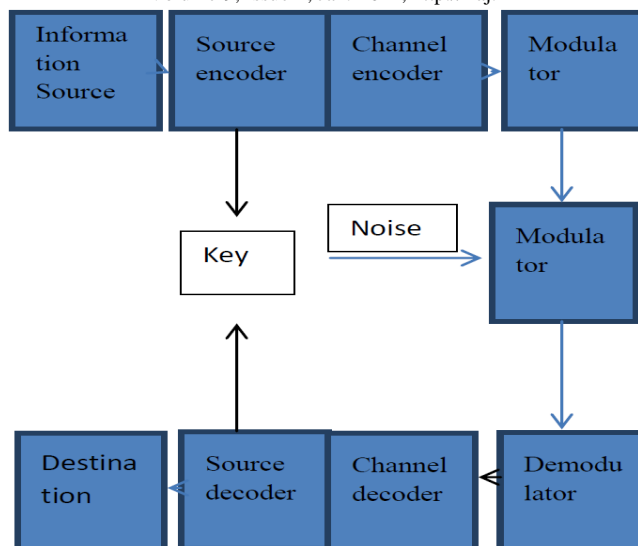 Informa
tion
Source
Source
encoder
Channel
encoder
Modula
tor
Key
Noise
Modula
tor
Destina
tion
Source
decoder
Channel
decoder
Demodu
lator